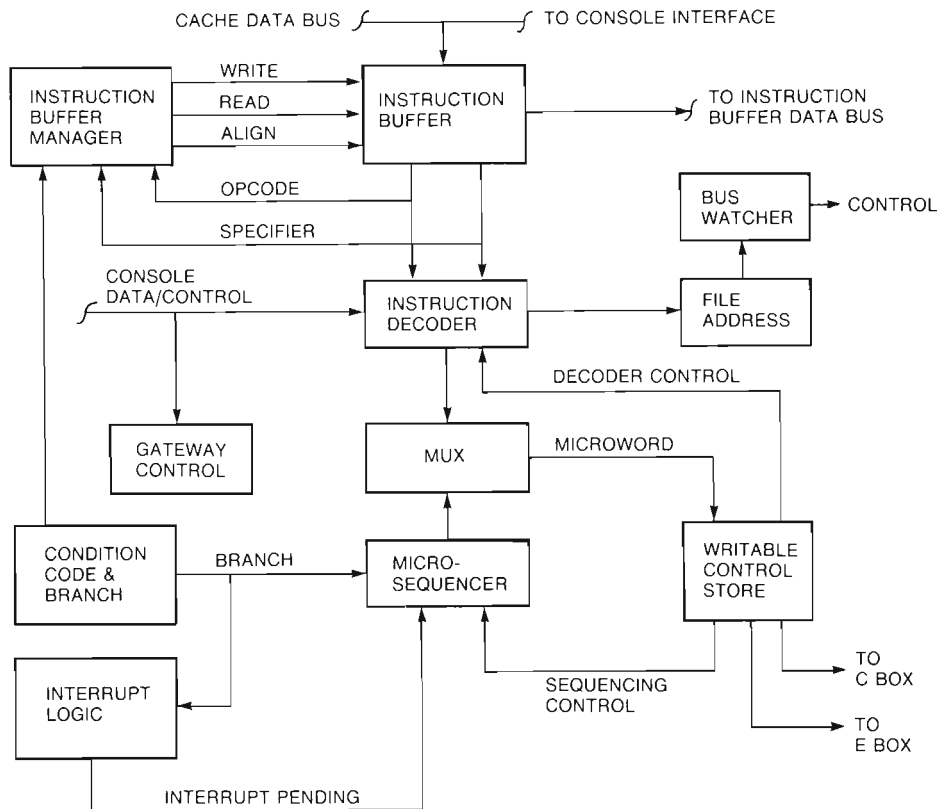 CACHE DATA BUS
TO CONSOLE INTERFACE
INSTRUCTION
BUFFER
MANAGER
WRITE
READ
ALIGN
INSTRUCTION
BUFFER
TO INSTRUCTION
BUFFER DATA BUS
OPCODE
SPECIFIER
BUS
WATCHER
CONTROL
CONSOLE
DATA/CONTROL
INSTRUCTION
DECODER
FILE
ADDRESS
DECODER CONTROL
GATEWAY
CONTROL
MUX
MICROWORD
CONDITION
CODE &
BRANCH
BRANCH
MICRO-
SEQUENCER
WRITABLE
CONTROL
STORE
INTERRUPT
LOGIC
SEQUENCING
CONTROL
TO
C BOX
TO
E BOX
INTERRUPT PENDING